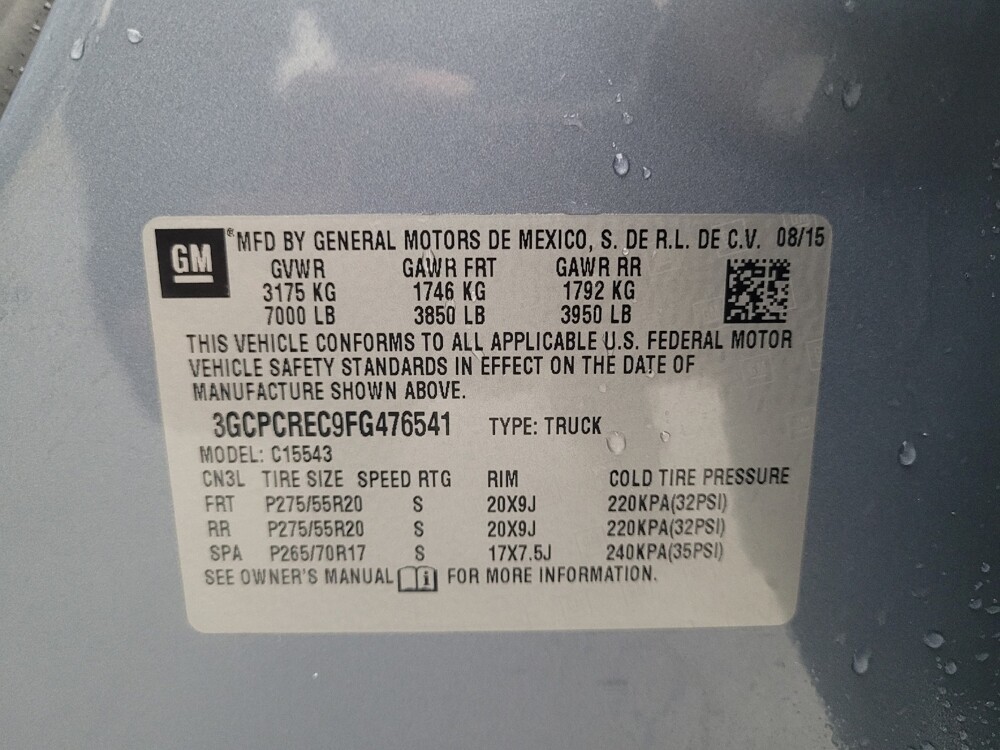 GM ® MFD BY GENERAL MOTORS DE MEXICO, S. DE R.L. DE C.V. 08/15
GVWR GAWR FRT GAWR RR
3175 KG 1746 KG 1792 KG
7000 LB 3850 LB 3950 LB
THIS VEHICLE CONFORMS TO ALL APPLICABLE U.S. FEDERAL MOTOR
VEHICLE SAFETY STANDARDS IN EFFECT ON THE DATE OF
MANUFACTURE SHOWN ABOVE.
3GCPCREC9FG476541 TYPE: TRUCK
MODEL: C15543
CN3L TIRE SIZE SPEED RTG RIM COLD TIRE PRESSURE
FRT P275/55R20 S 20X9J 220KPA(32PSI)
RR P275/55R20 S 20X9J 220KPA(32PSI)
SPA P265/70R17 S 17X7.5J 240KPA(35PSI)
SEE OWNER'S MANUAL i FOR MORE INFORMATION.